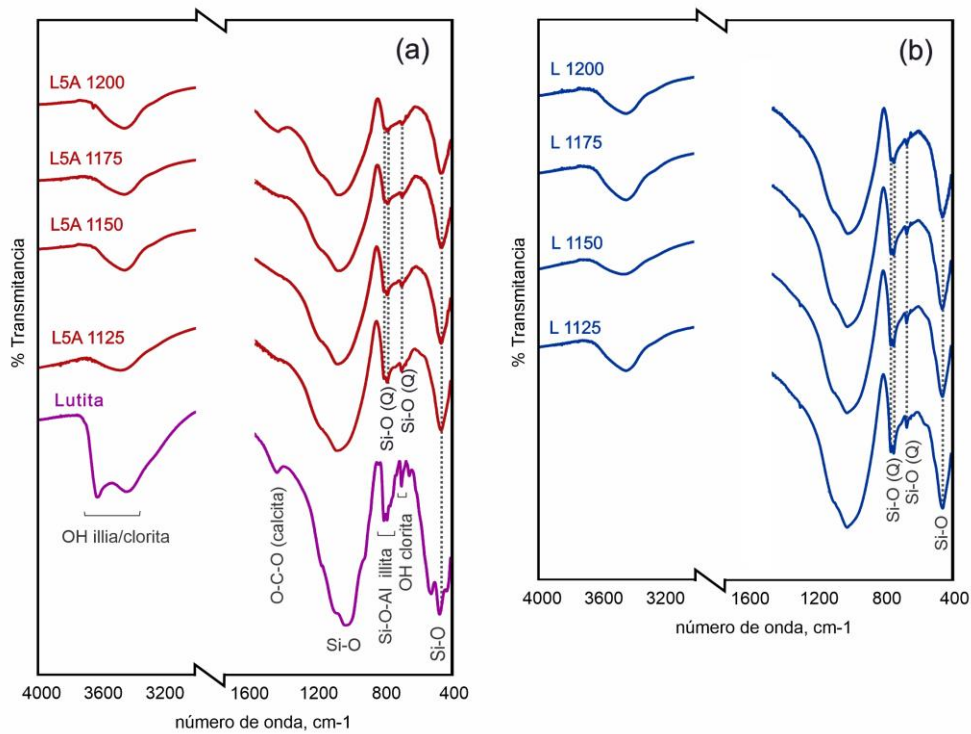 (a)
L5A 1200
L5A 1175
L5A 1150
L5A 1125
Lutita
OH illia/clorita
O-C-O (calcita)
Si-O
Si-O-Al illita
Si-O (Q)
OH clorita
Si-O (Q)
Si-O
% Transmitancia
4000 3600 3200 1600 1200 800 400
número de onda, cm-1
(b)
L 1200
L 1175
L 1150
L 1125
Si-O (Q)
Si-O (Q)
Si-O
% Transmitancia
4000 3600 3200 1600 1200 800 400
número de onda, cm-1